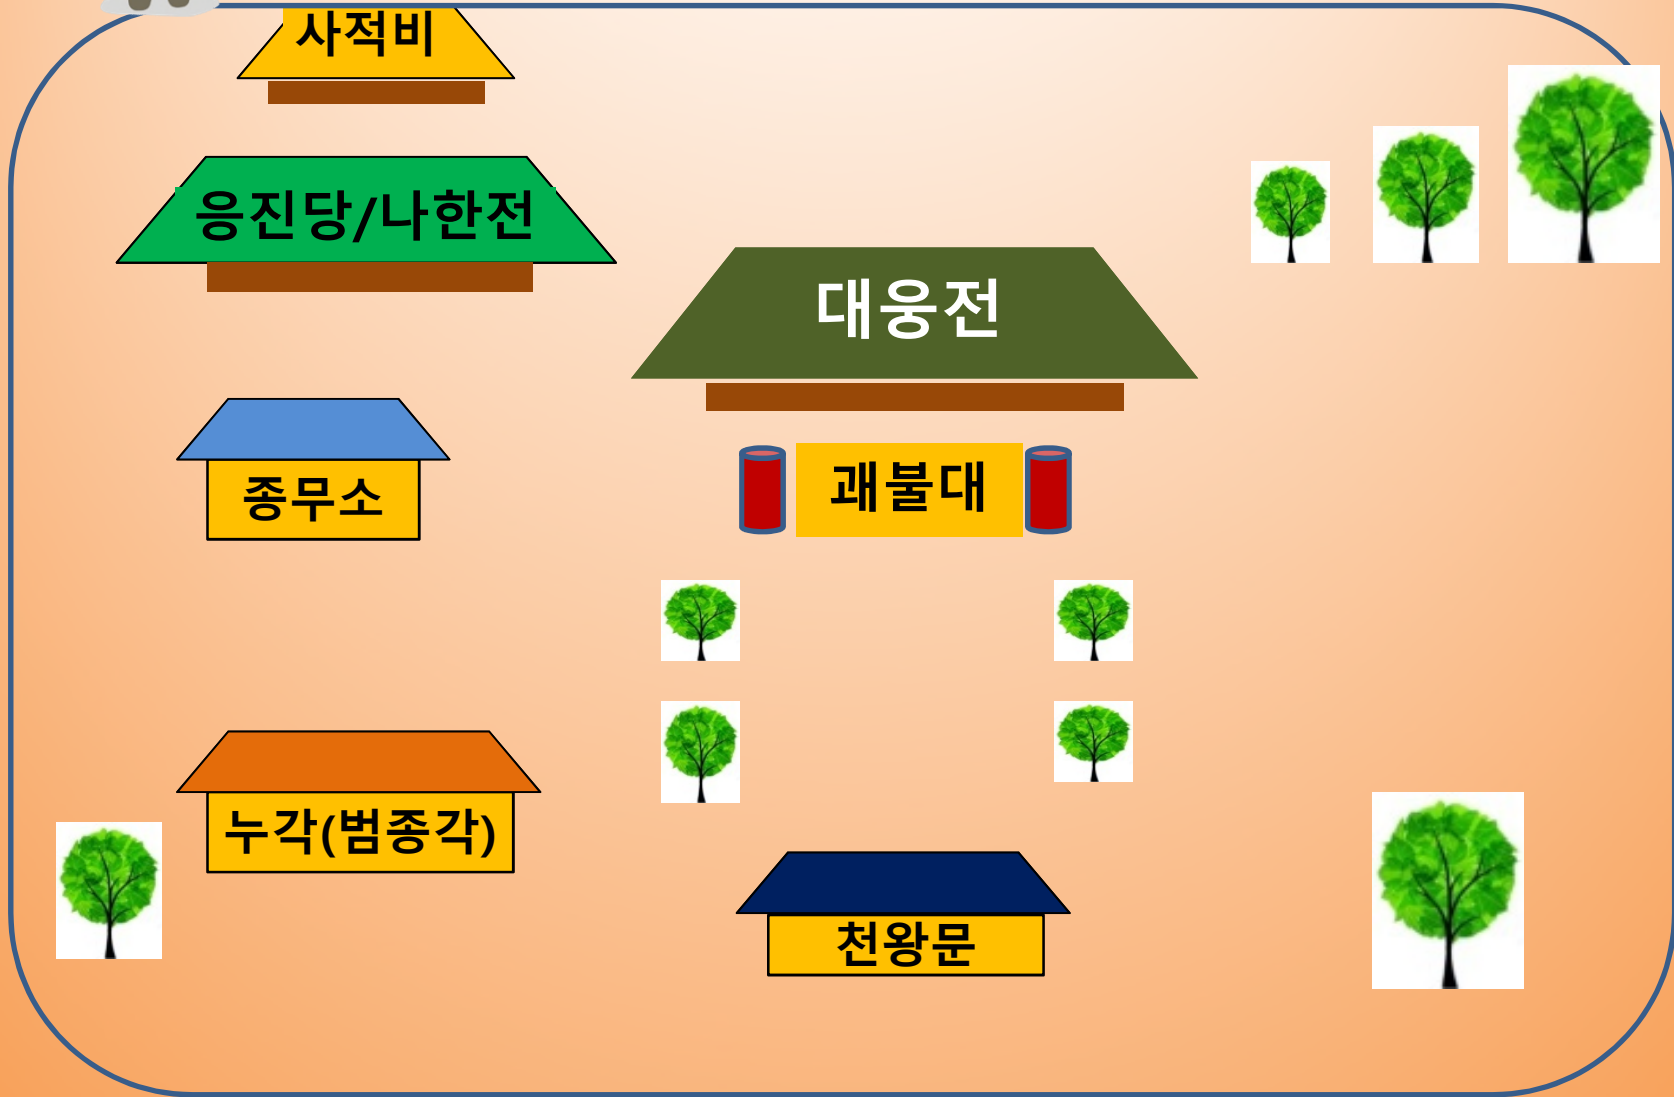 사적비
응진당/나한전
대웅전
괘불대
종무소
누각(범종각)
천왕문